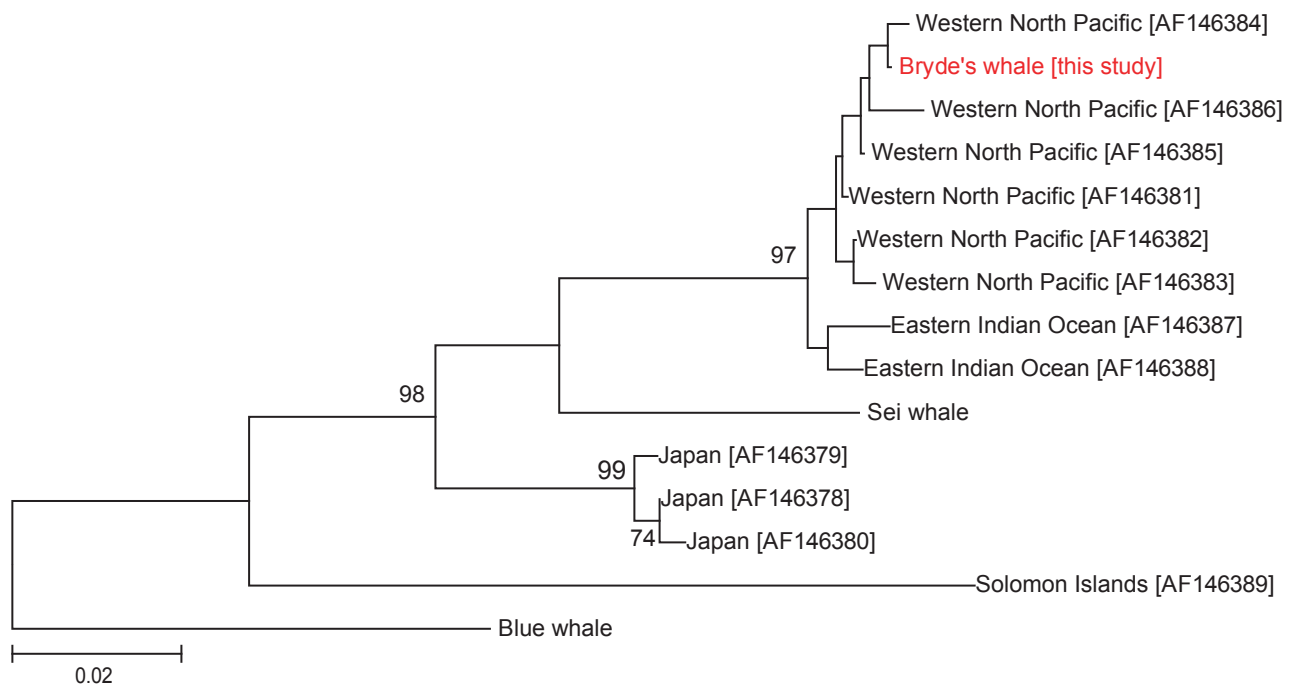 Western North Pacific [AF146384]
Bryde's whale [this study]
Western North Pacific [AF146386]
Western North Pacific [AF146385]
Western North Pacific [AF146381]
Western North Pacific [AF146382]
97
Western North Pacific [AF146383]
Eastern Indian Ocean [AF146387]
Eastern Indian Ocean [AF146388]
98
Sei whale
Japan [AF146379]
99
Japan [AF146378]
74
Japan [AF146380]
Solomon Islands [AF146389]
Blue whale
0.02